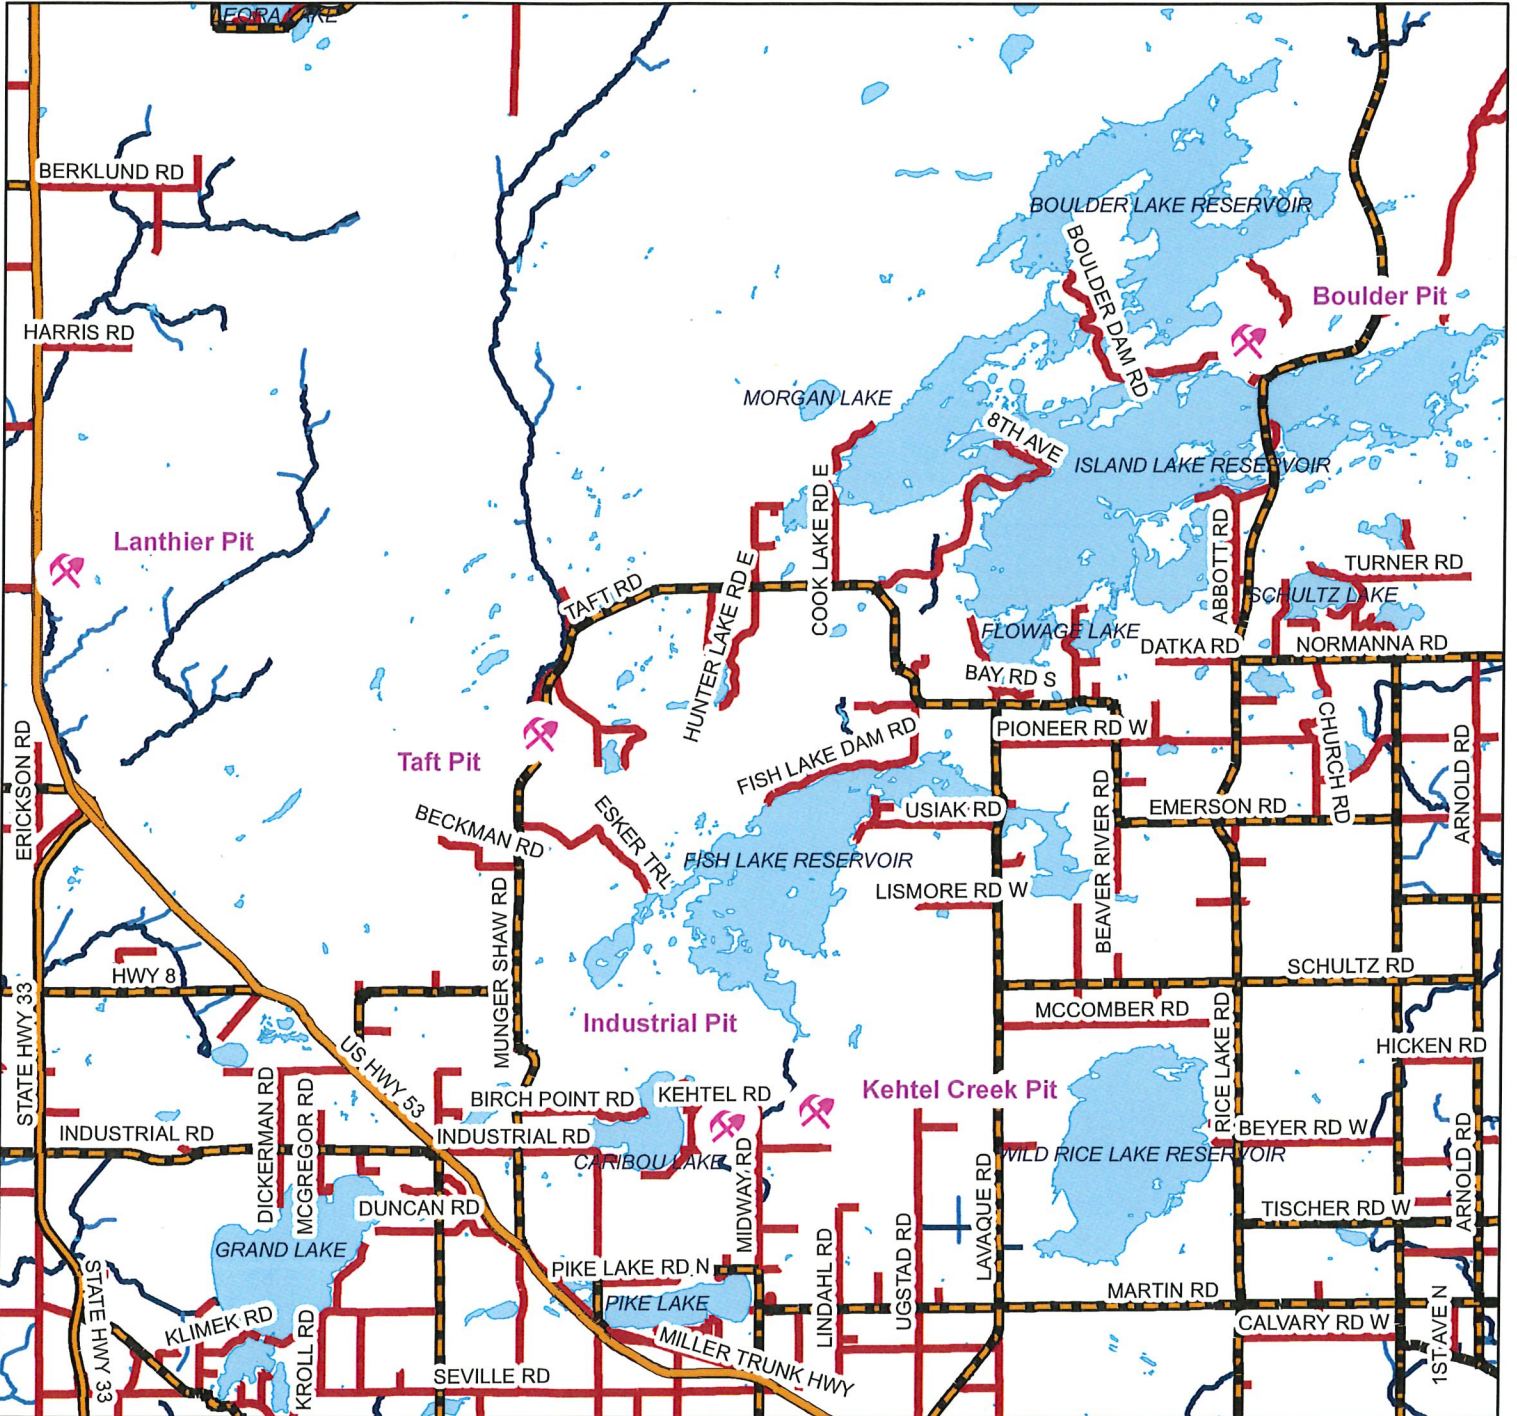 LEORA LAKE
BERKLUND RD
BOULDER LAKE RESERVOIR
BOULDER DAM RD
Boulder Pit
HARRIS RD
MORGAN LAKE
8TH AVE
ISLAND LAKE RESERVOIR
COOK LAKE RD E
ABBOTT RD
Lanthier Pit
TURNER RD
TAFT RD
HUNTER LAKE RD E
SCHULTZ LAKE
FLOWAGE LAKE
DATKA RD
NORMANNA RD
BAY RD S
PIONEER RD W
CHURCH RD
ERICKSON RD
Taft Pit
FISH LAKE DAM RD
ARNOLD RD
BECKMAN RD
ESKER TRL
USIAK RD
BEAVER RIVER RD
EMERSON RD
FISH LAKE RESERVOIR
LISMORE RD W
MUNGER SHAW RD
HWY 8
SCHULTZ RD
STATE HWY 33
Industrial Pit
MCCOMBER RD
RICE LAKE RD
HICKEN RD
US HWY 53
DICKERMAN RD
MCGREGOR RD
BIRCH POINT RD
KEHTEL RD
Kehtel Creek Pit
INDUSTRIAL RD
INDUSTRIAL RD
BEYER RD W
CARIBOU LAKE
MIDWAY RD
WILD RICE LAKE RESERVOIR
LAVAQUE RD
ARNOLD RD
DUNCAN RD
TISCHER RD W
GRAND LAKE
LINDAHL RD
UGSTAD RD
STATE HWY 33
PIKE LAKE RD N
PIKE LAKE
MARTIN RD
KLIMEK RD
KROLL RD
MILLER TRUNK HWY
CALVARY RD W
1ST AVE N
SEVILLE RD